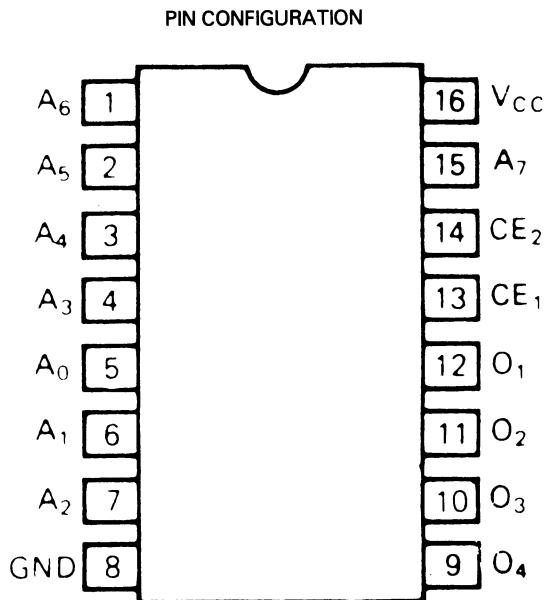 PIN CONFIGURATION
A₆ 1 16 V_CC
A₅ 2 15 A₇
A₄ 3 14 CE₂
A₃ 4 13 CE₁
A₀ 5 12 O₁
A₁ 6 11 O₂
A₂ 7 10 O₃
GND 8 9 O₄